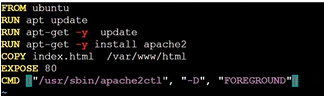 FROM ubuntu
RUN apt update
RUN apt-get -y  update
RUN apt-get -y install apache2
COPY index.html  /var/www/html
EXPOSE 80
CMD ["/usr/sbin/apache2ctl", "-D", "FOREGROUND"]
~